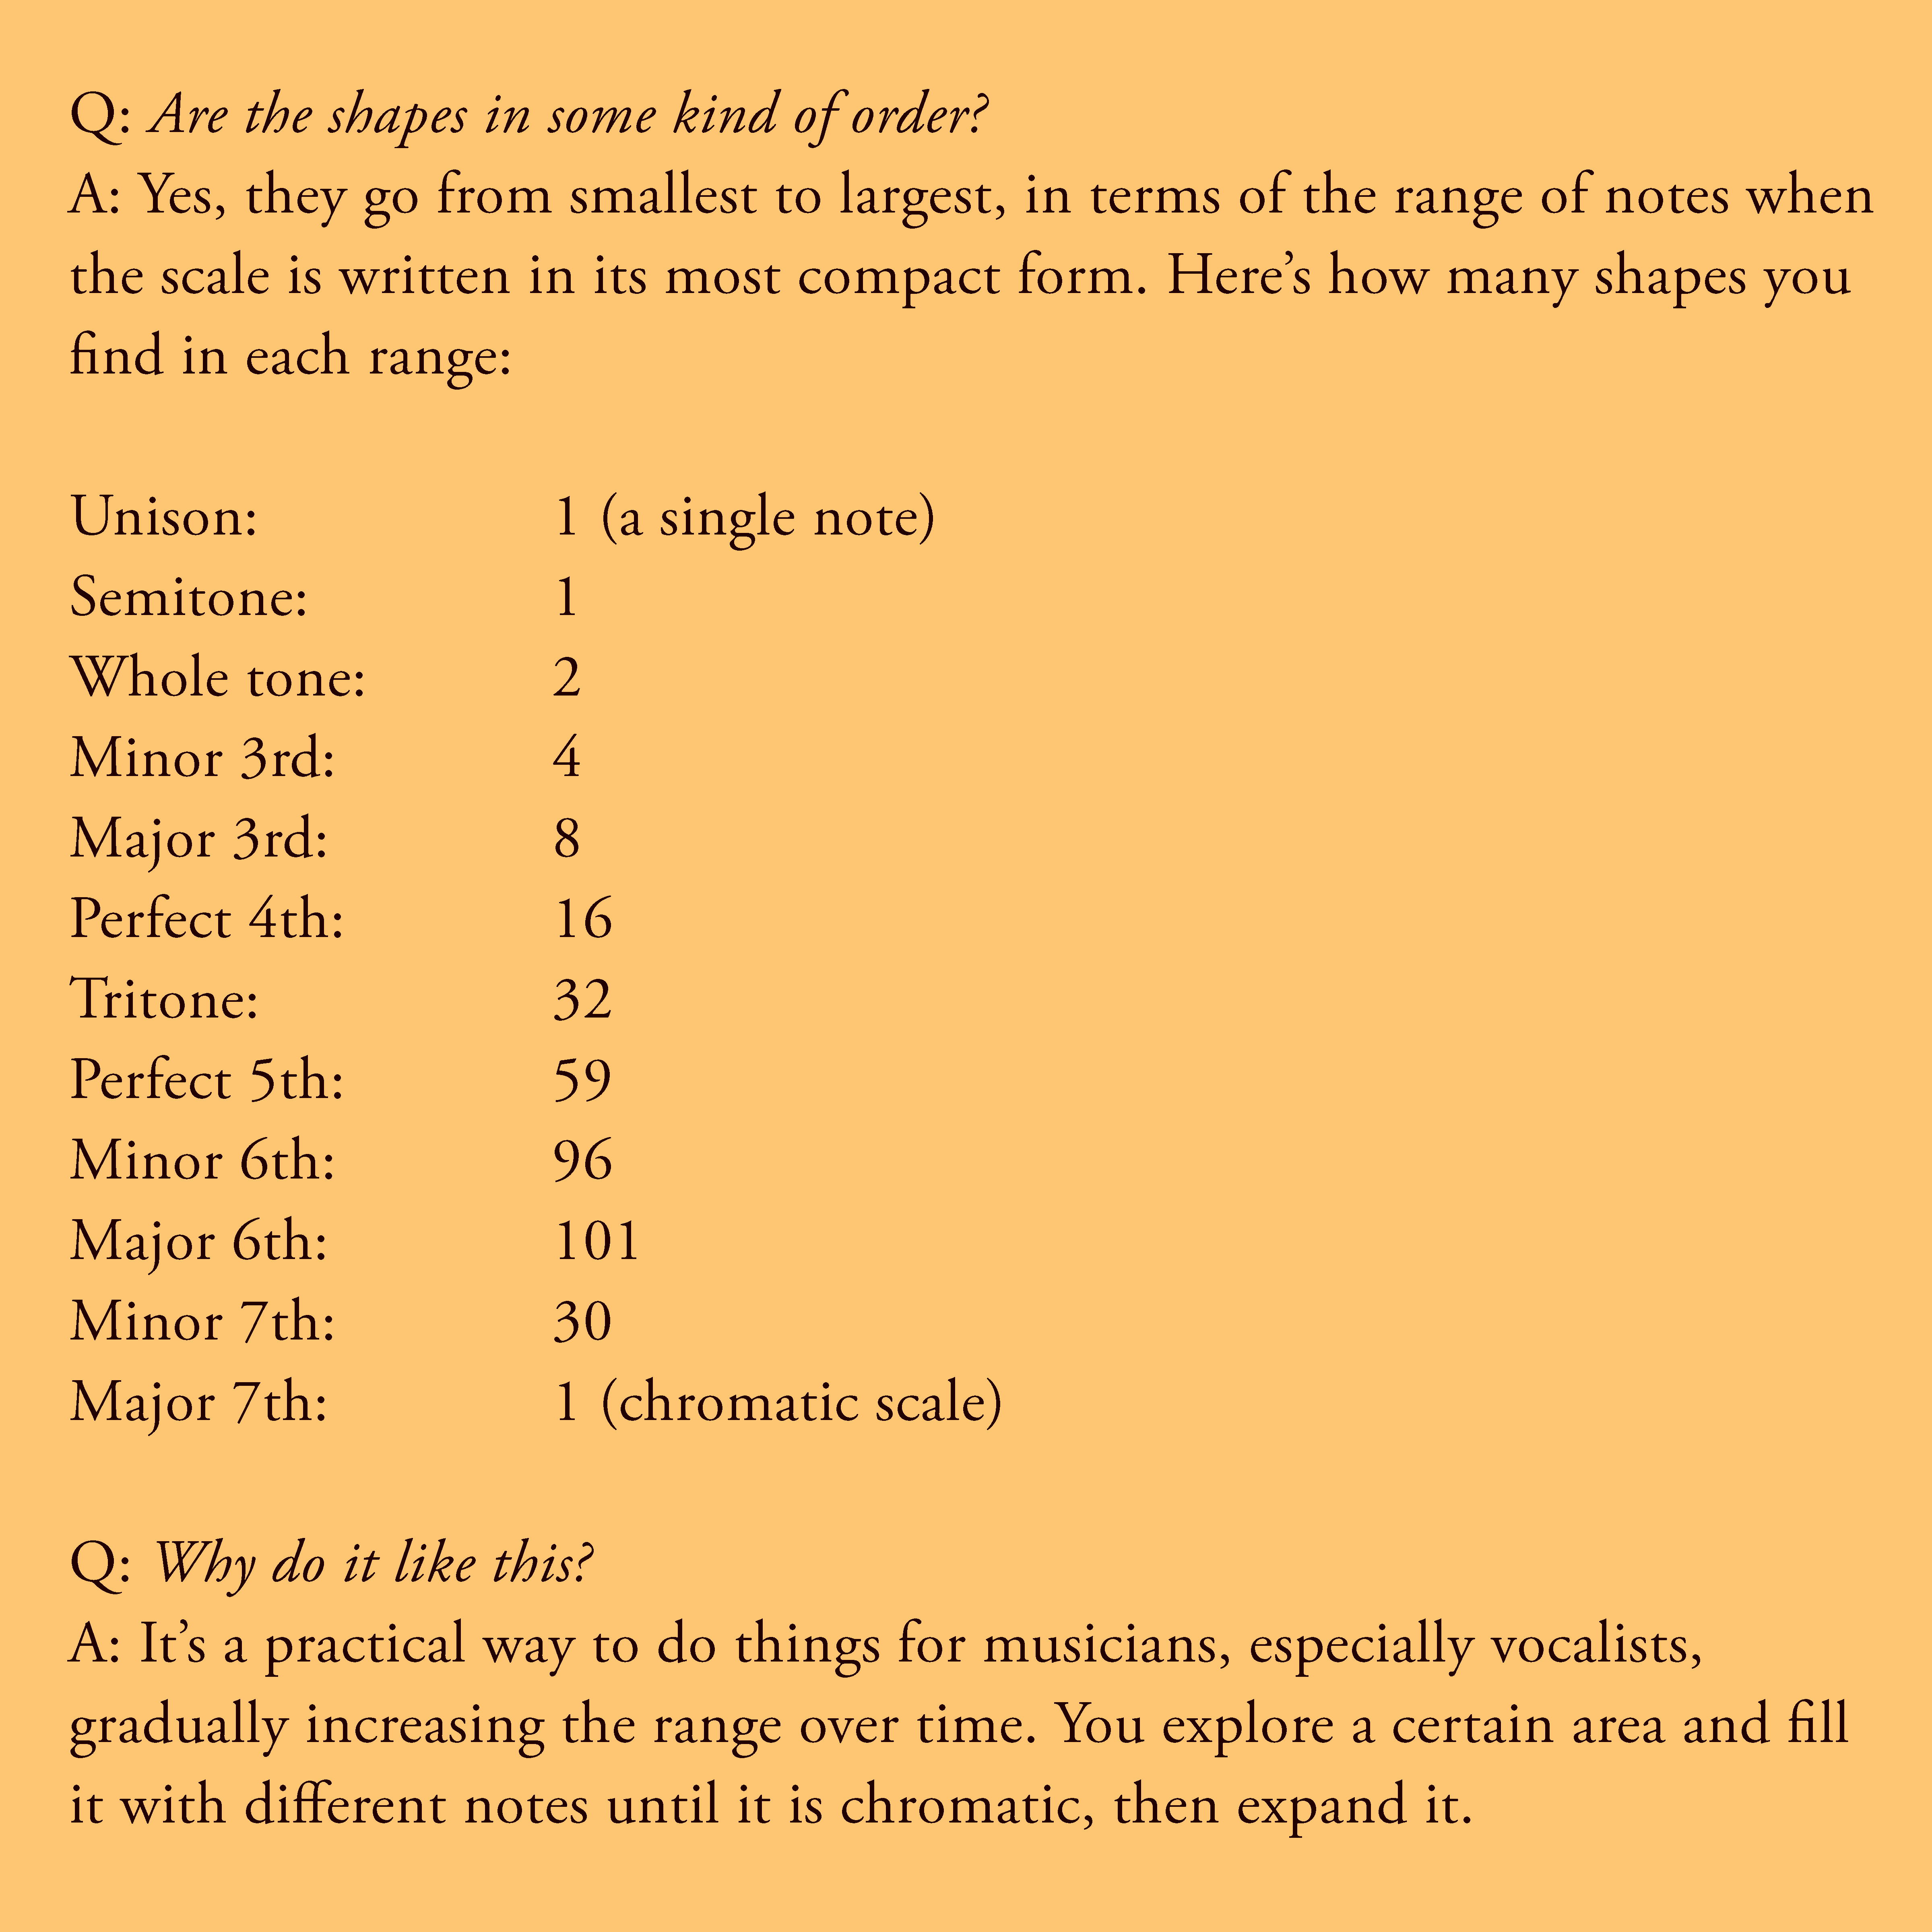 Q: Are the shapes in some kind of order?
A: Yes, they go from smallest to largest, in terms of the range of notes when
the scale is written in its most compact form. Here’s how many shapes you
find in each range:
Unison: 1 (a single note)
Semitone: 1
Whole tone: 2
Minor 3rd: 4
Major 3rd: 8
Perfect 4th: 16
Tritone: 32
Perfect 5th: 59
Minor 6th: 96
Major 6th: 101
Minor 7th: 30
Major 7th: 1 (chromatic scale)
Q: Why do it like this?
A: It’s a practical way to do things for musicians, especially vocalists,
gradually increasing the range over time. You explore a certain area and fill
it with different notes until it is chromatic, then expand it.